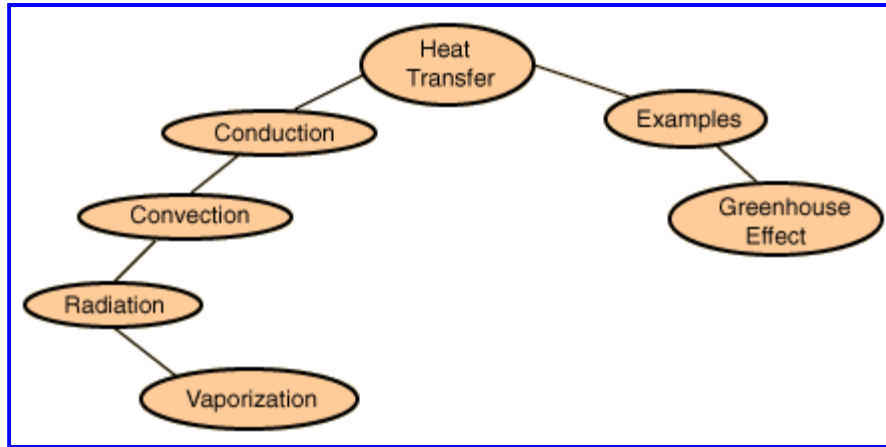 Heat
Transfer
Conduction
Examples
Convection
Greenhouse
Effect
Radiation
Vaporization